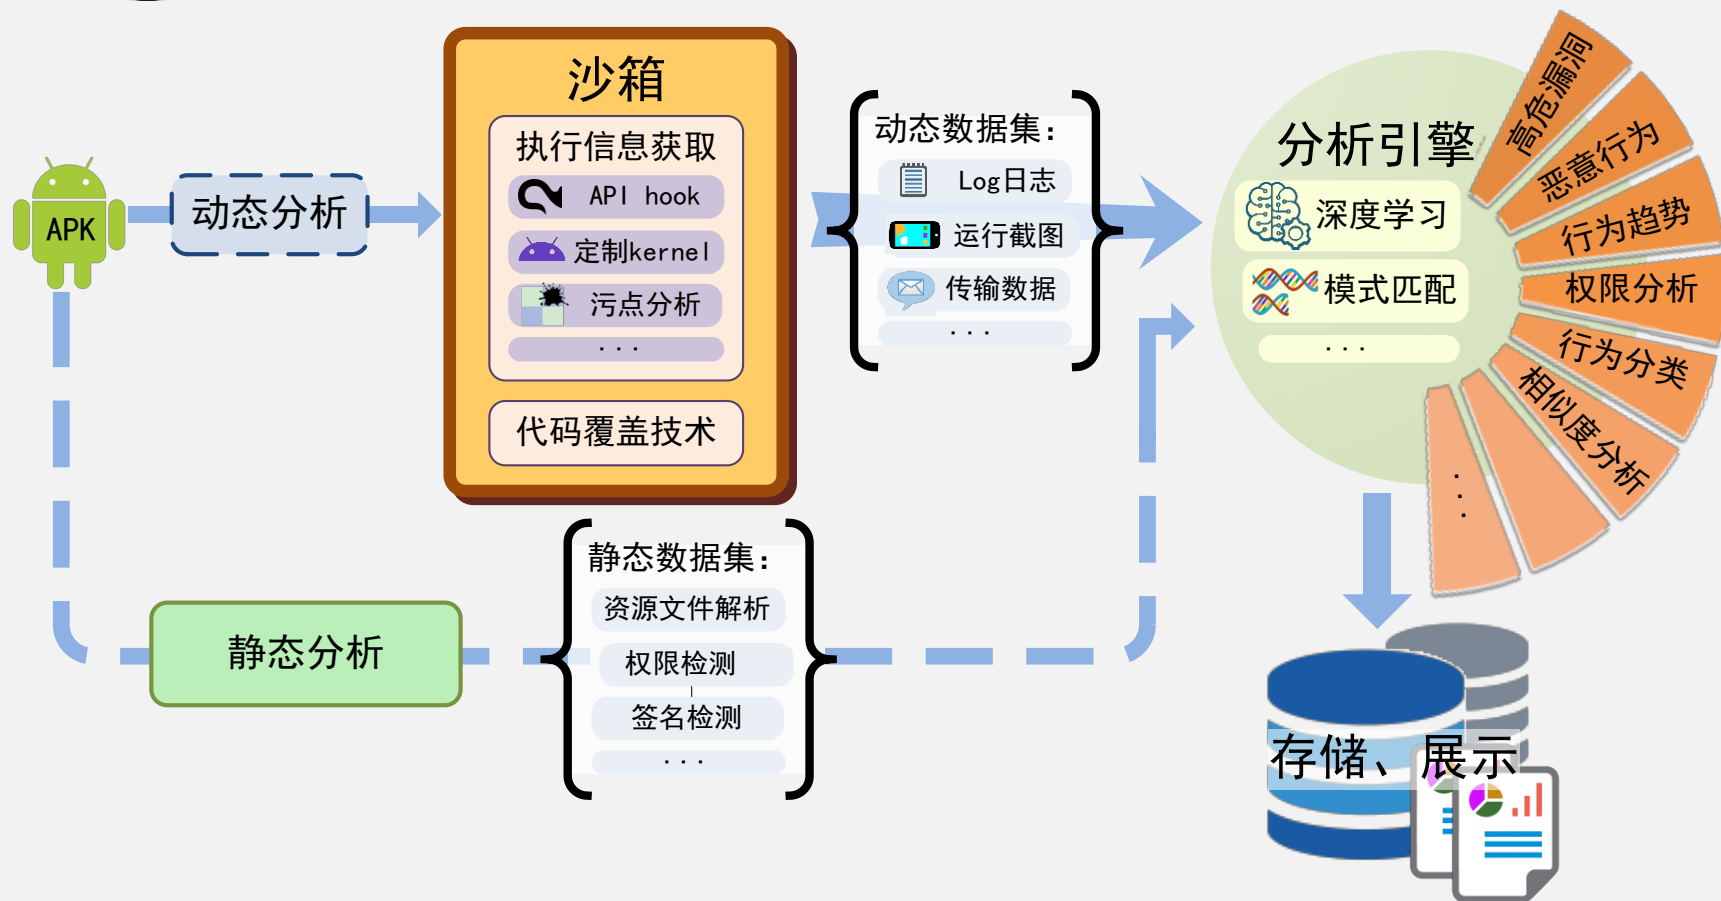 APK
动态分析
沙箱
执行信息获取
API hook
定制kernel
污点分析
...
代码覆盖技术
动态数据集：
Log日志
运行截图
传输数据
...
分析引擎
深度学习
模式匹配
...
高危漏洞
恶意行为
行为趋势
权限分析
行为分类
相似度分析
...
静态分析
静态数据集：
资源文件解析
权限检测
签名检测
...
存储、展示